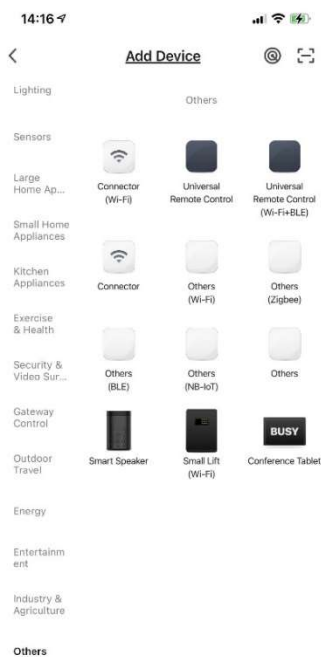 14:16
Add Device
Lighting
Sensors
Large
Home Ap...
Small Home
Appliances
Kitchen
Appliances
Exercise
& Health
Security &
Video Sur...
Gateway
Control
Outdoor
Travel
Energy
Entertainm
ent
Industry &
Agriculture
Others
Others
Connector
(Wi-Fi)
Universal
Remote Control
Universal
Remote Control
(Wi-Fi+BLE)
Connector
Others
(Wi-Fi)
Others
(Zigbee)
Others
(BLE)
Others
(NB-IoT)
Others
Smart Speaker
Small Lift
(Wi-Fi)
BUSY
Conference Tablet